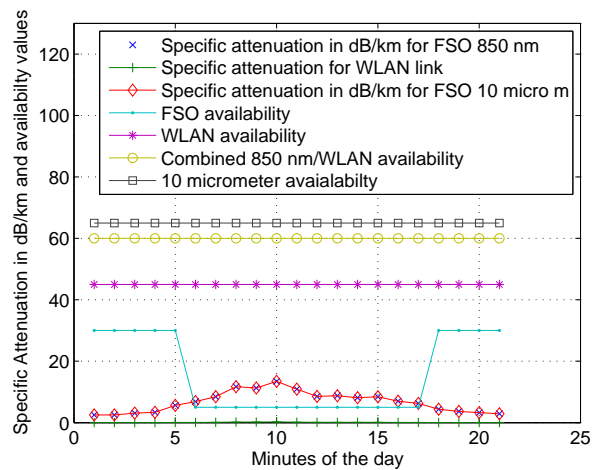 Specific Attenuation in dB/km and availabilty values
120
100
80
60
40
20
0
Specific attenuation in dB/km for FSO 850 nm
Specific attenuation for WLAN link
Specific attenuation in dB/km for FSO 10 micro m
FSO availability
WLAN availability
Combined 850 nm/WLAN availability
10 micrometer avaialabilty
0 5 10 15 20 25
Minutes of the day